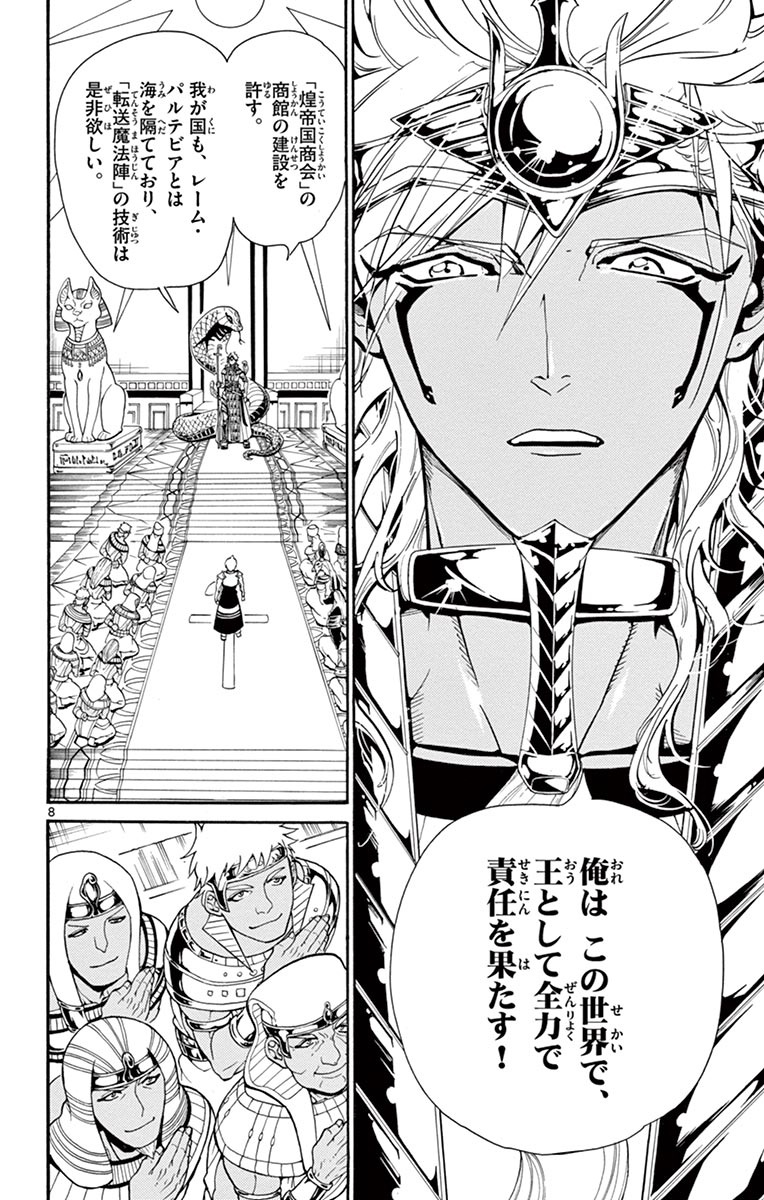 俺は この世界で、
王として全力で
責任を果たす!
「煌帝国商会」の
商館の建設を
許す。
我が国も、レーム・
パルテビアとは
海を隔てており、
「転送魔法陣」の技術は
是非欲しい。
8